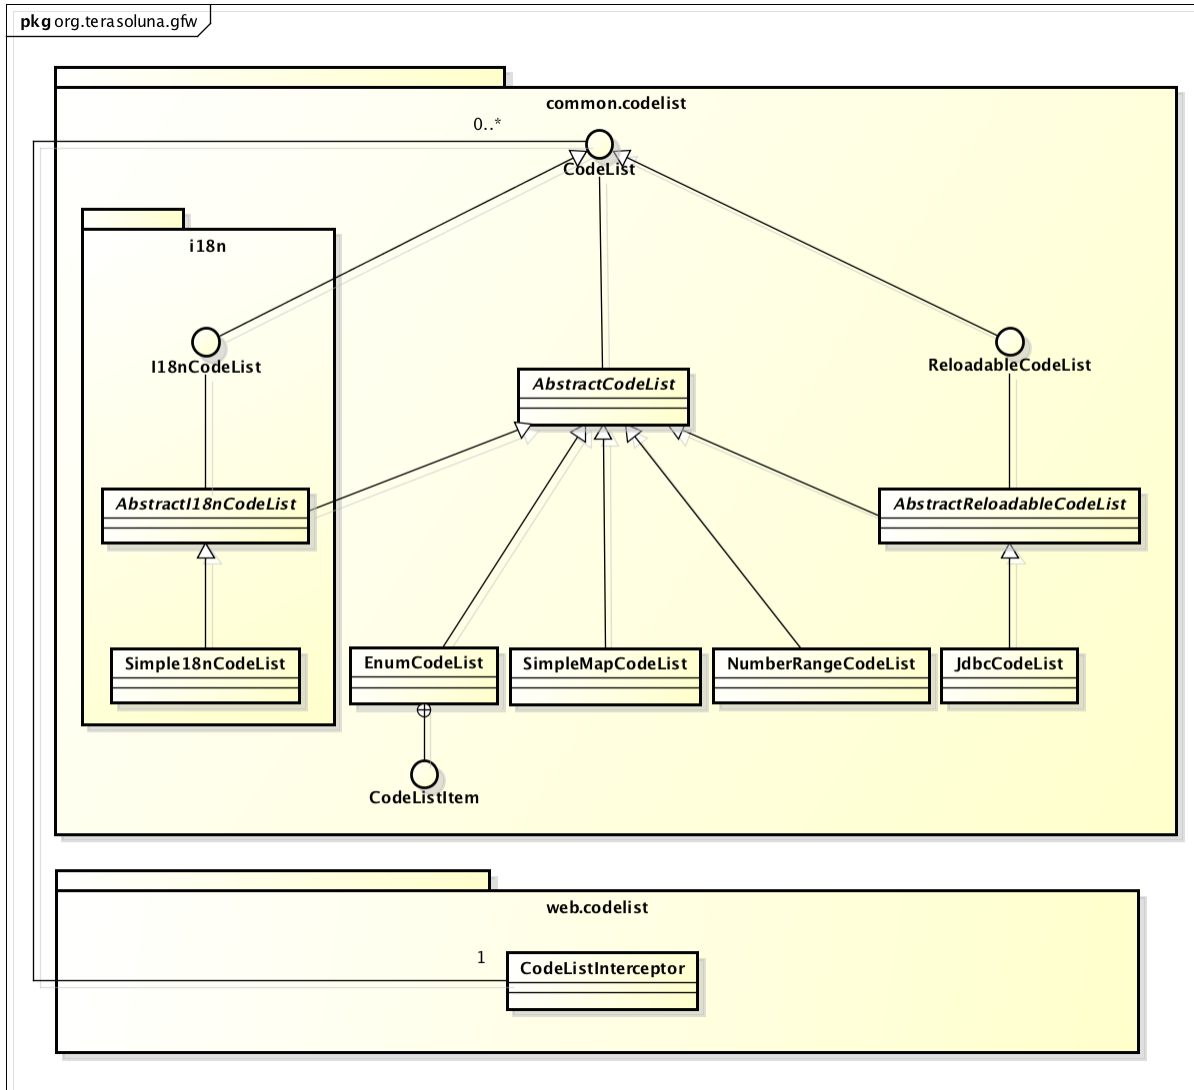 pkg org.terasoluna.gfw
common.codelist
0..*
CodeList
i18n
I18nCodeList
ReloadableCodeList
AbstractCodeList
AbstractI18nCodeList
AbstractReloadableCodeList
Simple18nCodeList
EnumCodeList
SimpleMapCodeList
NumberRangeCodeList
JdbcCodeList
CodeListItem
web.codelist
1
CodeListInterceptor